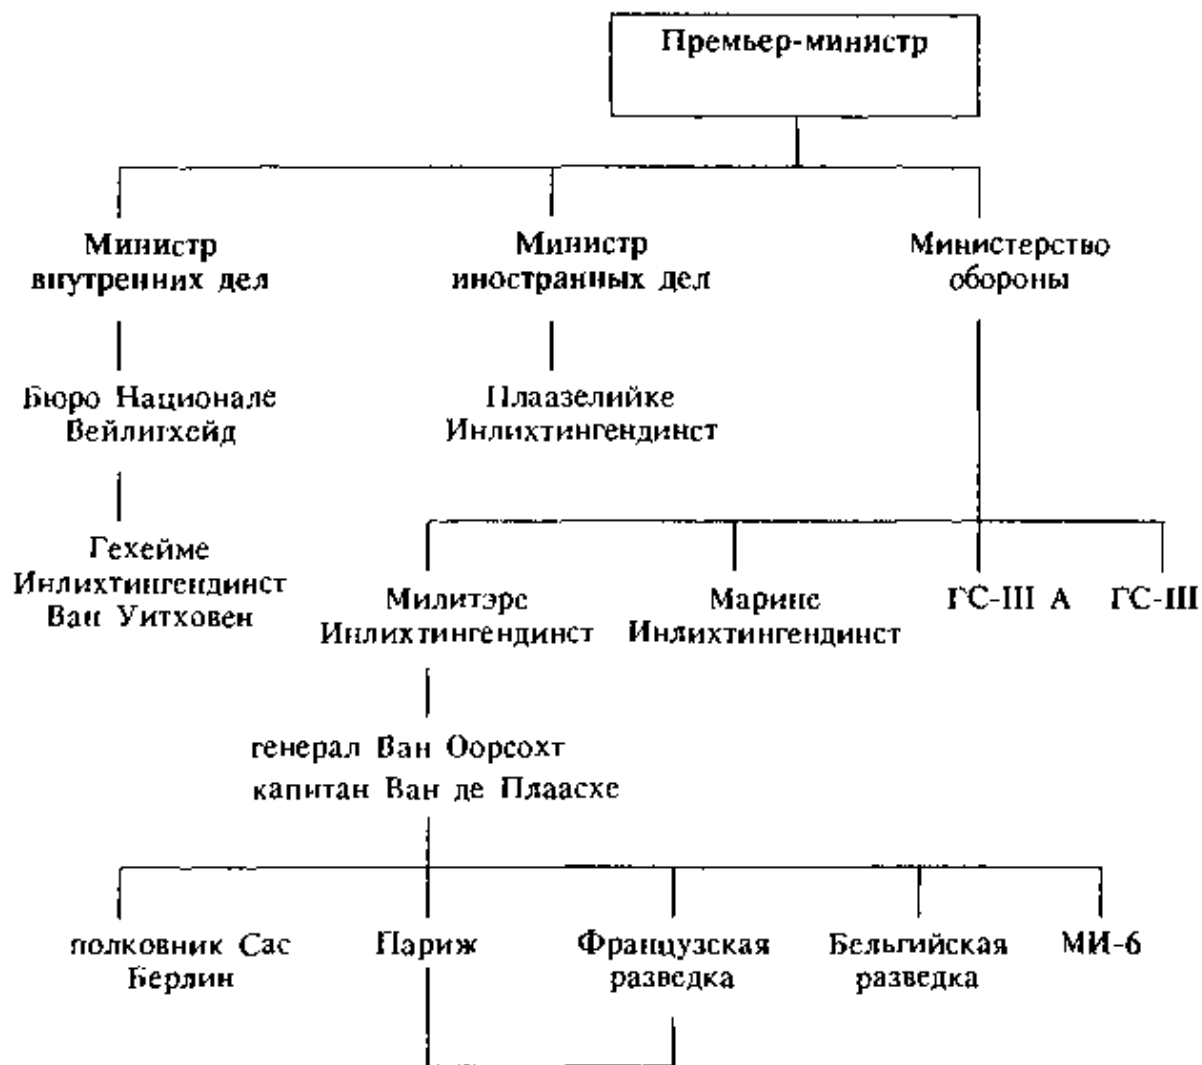 Премьер-министр
Министр
внутренних дел
Министр
иностранных дел
Министерство
обороны
Бюро Национале
Вейлигхейд
Плаазелийке
Инлихтингендинст
Гехейме
Инлихтингендинст
Ван Уитховен
Милитэрс
Инлихтингендинст
Марине
Инлихтингендинст
ГС-III А
ГС-III
генерал Ван Оорсохт
капитан Ван де Плаасхе
полковник Сас
Берлин
Париж
Французская
разведка
Бельгийская
разведка
МИ-6